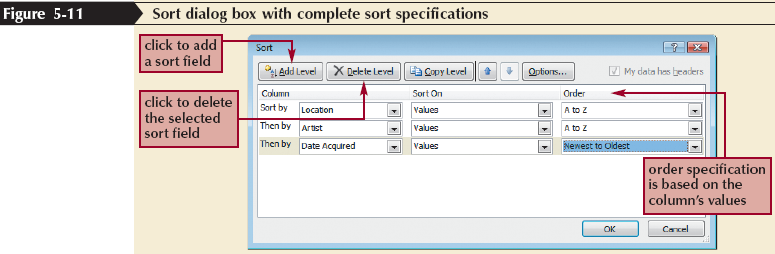 Figure 5-11 Sort dialog box with complete sort specifications
click to add
a sort field
click to delete
the selected
sort field
Sort
Add Level Delete Level Copy Level Options... My data has headers
Column Sort On Order
Sort by Location Values A to Z
Then by Artist Values A to Z
Then by Date Acquired Values Newest to Oldest
order specification
is based on the
column's values
OK Cancel